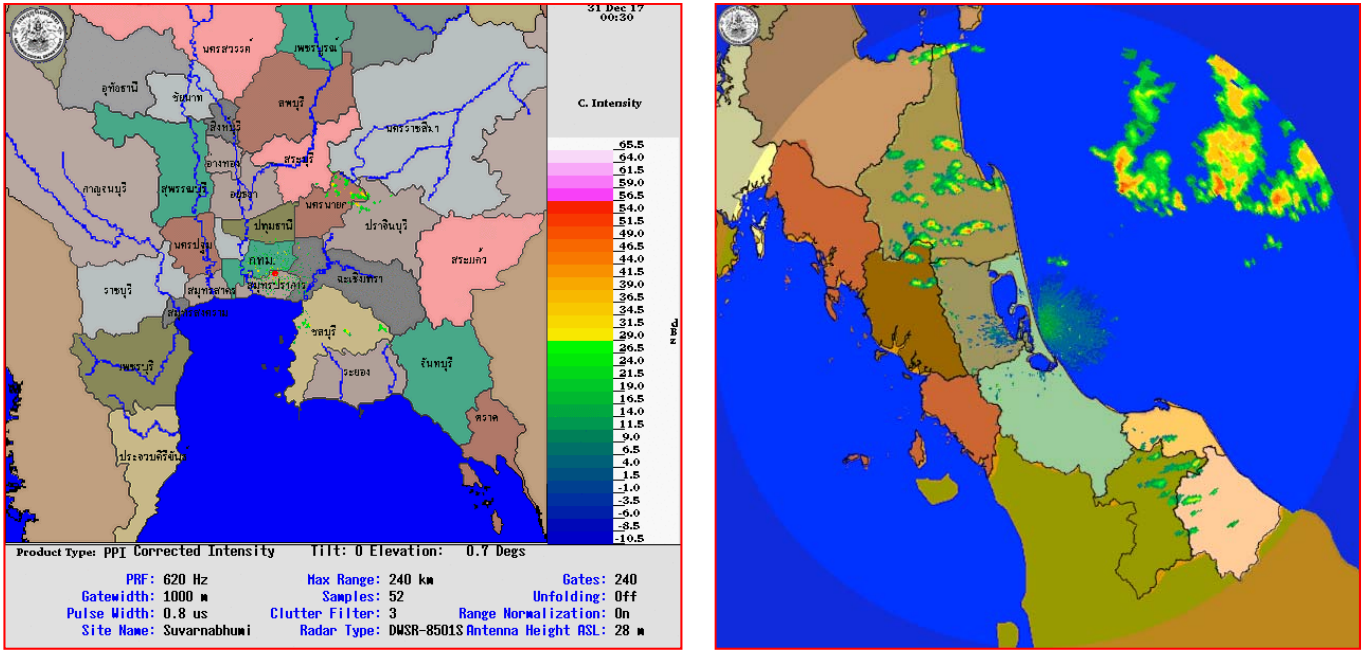 31 Dec 17
00:30
C. Intensity
นครสวรรค์
เพชรบูรณ์
อุทัยธานี
ชัยนาท
ลพบุรี
สิงห์บุรี
นครราชสีมา
อ่างทอง
สระบุรี
กาญจนบุรี
สุพรรณบุรี
อยุธยา
นครนายก
ปราจีนบุรี
ปทุมธานี
นครปฐม
กทม.
สระแก้ว
ฉะเชิงเทรา
ราชบุรี
สมุทรสาคร
สมุทรปราการ
สมุทรสงคราม
ชลบุรี
เพชรบุรี
ระยอง
จันทบุรี
ตราด
ประจวบคีรีขันธ์
65.5
64.0
61.5
59.0
56.5
54.0
51.5
49.0
46.5
44.0
41.5
39.0
36.5
34.0
31.5
29.0
26.5
24.0
21.5
19.0
16.5
14.0
11.5
9.0
6.5
4.0
1.5
-1.0
-3.5
-6.0
-8.5
-10.5
Product Type: PPI Corrected Intensity Tilt: 0 Elevation: 0.7 Degs
PRF: 620 Hz Max Range: 240 km Gates: 240
Gatewidth: 1000 m Samples: 52 Unfolding: Off
Pulse Width: 0.8 us Clutter Filter: 3 Range Normalization: On
Site Name: Suvarnabhumi Radar Type: DWSR-8501S Antenna Height ASL: 28 m